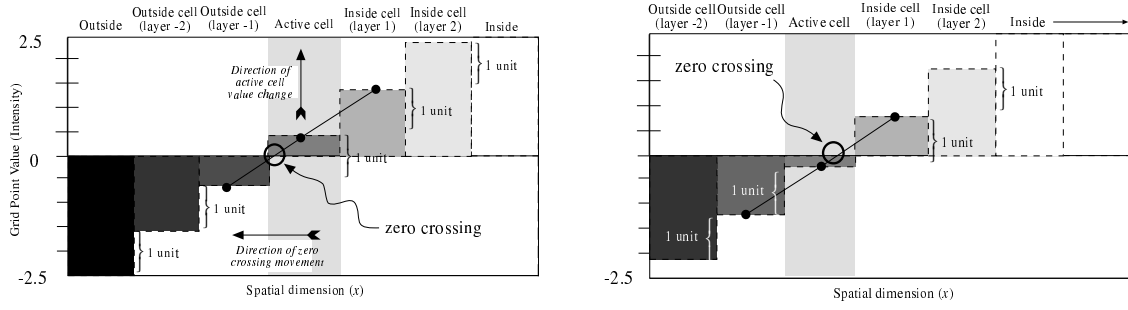 Outside
Outside cell
(layer -2)
Outside cell
(layer -1)
Active cell
Inside cell
(layer 1)
Inside cell
(layer 2)
Inside
2.5
0
-2.5
Grid Point Value (Intensity)
Direction of
active cell
value change
1 unit
1 unit
1 unit
1 unit
1 unit
zero crossing
Direction of zero
crossing movement
Spatial dimension (x)
Outside cell
(layer -2)
Outside cell
(layer -1)
Active cell
Inside cell
(layer 1)
Inside cell
(layer 2)
Inside
zero crossing
1 unit
1 unit
1 unit
1 unit
-2.5
Spatial dimension (x)